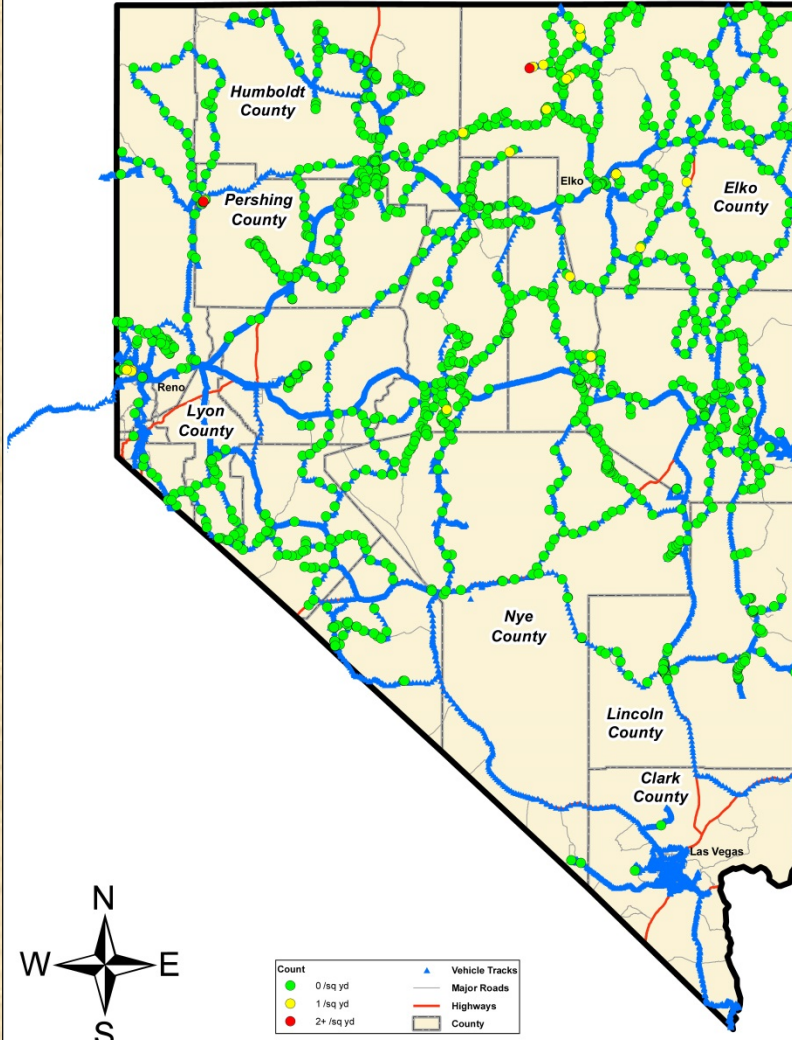 Humboldt
County
Elko
Elko
County
Pershing
County
Reno
Lyon
County
Nye
County
Lincoln
County
Clark
County
Las Vegas
N
W E
S
Count
0 /sq yd
1 /sq yd
2+ /sq yd
Vehicle Tracks
Major Roads
Highways
County